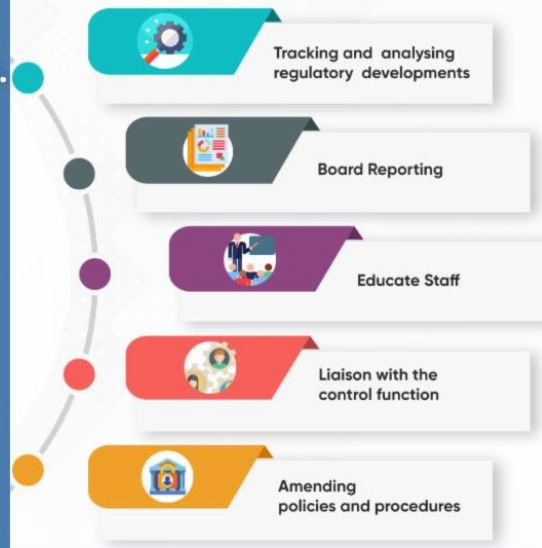 Tracking and analysing
regulatory developments
Board Reporting
Educate Staff
Liaison with the
control function
Amending
policies and procedures